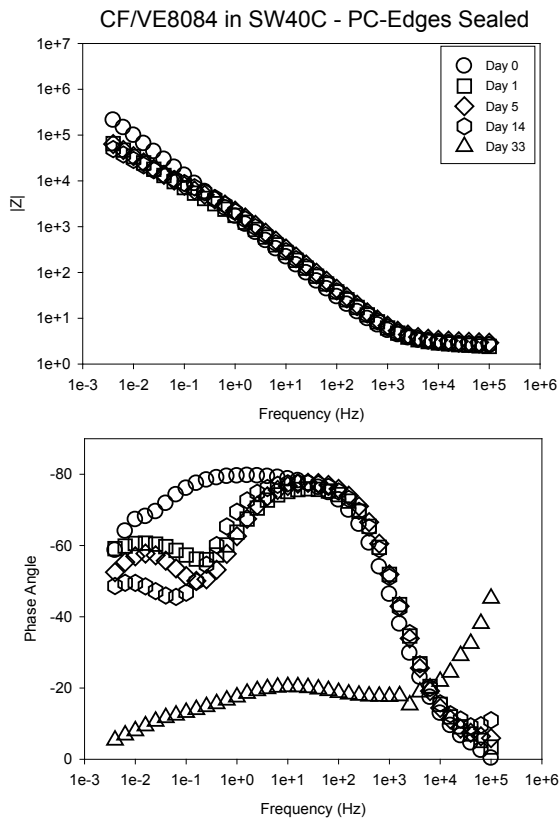 CF/VE8084 in SW40C - PC-Edges Sealed
1e+7
1e+6
1e+5
1e+4
1e+3
1e+2
1e+1
1e+0
|Z|
Day 0
Day 1
Day 5
Day 14
Day 33
1e-3 1e-2 1e-1 1e+0 1e+1 1e+2 1e+3 1e+4 1e+5 1e+6
Frequency (Hz)
-80
-60
-40
-20
0
Phase Angle
1e-3 1e-2 1e-1 1e+0 1e+1 1e+2 1e+3 1e+4 1e+5 1e+6
Frequency (Hz)